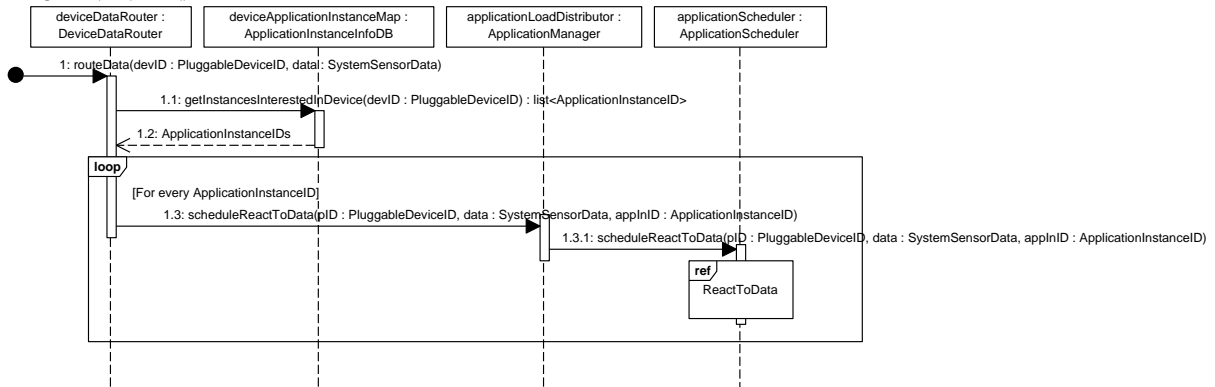 deviceDataRouter :
DeviceDataRouter
deviceApplicationInstanceMap :
ApplicationInstanceInfoDB
applicationLoadDistributor :
ApplicationManager
applicationScheduler :
ApplicationScheduler
1: routeData(devID : PluggableDeviceID, data : SystemSensorData)
1.1: getInstancesInterestedInDevice(devID : PluggableDeviceID) : list<ApplicationInstanceID>
1.2: ApplicationInstanceIDs
loop
[For every ApplicationInstanceID]
1.3: scheduleReactToData(pID : PluggableDeviceID, data : SystemSensorData, appInID : ApplicationInstanceID)
1.3.1: scheduleReactToData(pID : PluggableDeviceID, data : SystemSensorData, appInID : ApplicationInstanceID)
ref
ReactToData